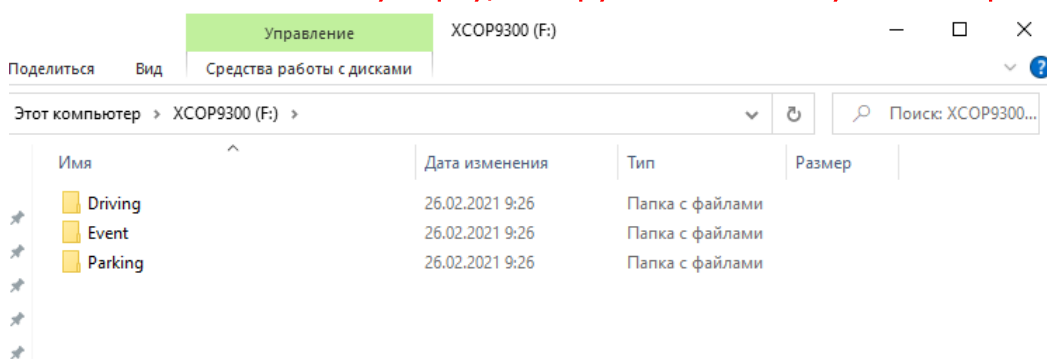 Управление XCOP9300 (F:)
Поделиться Вид Средства работы с дисками
Этот компьютер › XCOP9300 (F:) › Поиск: XCOP9300...
Имя Дата изменения Тип Размер
Driving 26.02.2021 9:26 Папка с файлами
Event 26.02.2021 9:26 Папка с файлами
Parking 26.02.2021 9:26 Папка с файлами